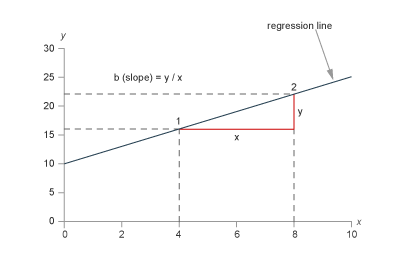 regression line
y
30
b (slope) = y / x
25
2
20
y
1
15
x
10
5
0
x
0 2 4 6 8 10